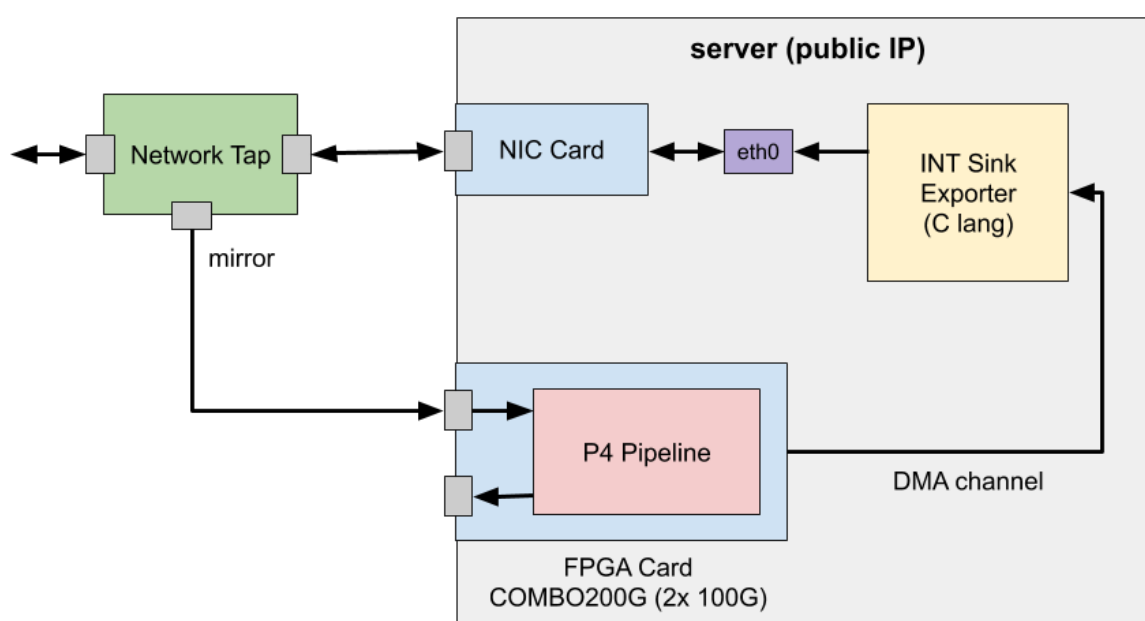 server (public IP)
Network Tap
NIC Card
eth0
INT Sink
Exporter
(C lang)
mirror
P4 Pipeline
DMA channel
FPGA Card
COMBO200G (2x 100G)